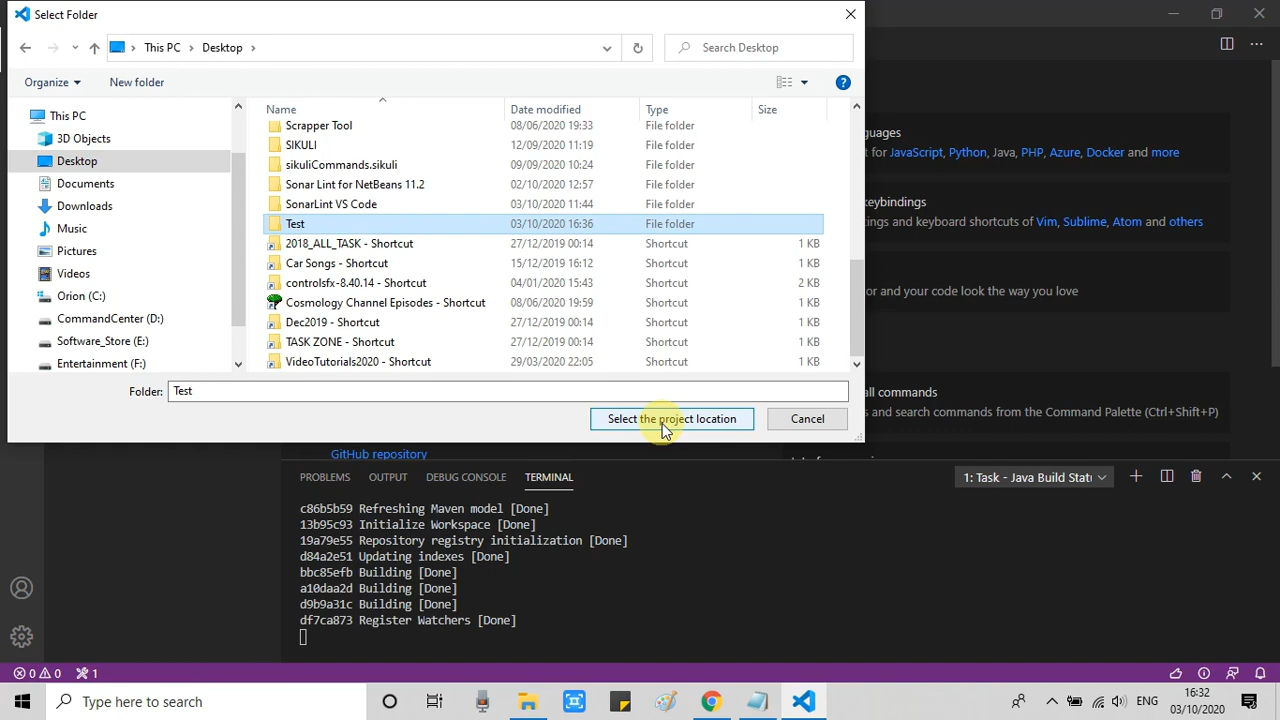 Select Folder
This PC Desktop
Search Desktop
Organize New folder
Name Date modified Type Size
This PC
3D Objects
Desktop
Documents
Downloads
Music
Pictures
Videos
Orion (C:)
CommandCenter (D:)
Software_Store (E:)
Entertainment (F:)
Scrapper Tool 08/06/2020 19:33 File folder
SIKULI 12/09/2020 11:19 File folder
sikuliCommands.sikuli 09/09/2020 10:24 File folder
Sonar Lint for NetBeans 11.2 02/10/2020 12:57 File folder
SonarLint VS Code 03/10/2020 11:44 File folder
Test 03/10/2020 16:36 File folder
2018_ALL_TASK - Shortcut 27/12/2019 00:14 Shortcut 1 KB
Car Songs - Shortcut 15/12/2019 16:12 Shortcut 1 KB
controlsfx-8.40.14 - Shortcut 04/01/2020 15:43 Shortcut 2 KB
Cosmology Channel Episodes - Shortcut 08/06/2020 19:59 Shortcut 1 KB
Dec2019 - Shortcut 27/12/2019 00:14 Shortcut 1 KB
TASK ZONE - Shortcut 27/12/2019 00:14 Shortcut 1 KB
VideoTutorials2020 - Shortcut 29/03/2020 22:05 Shortcut 1 KB
Folder: Test
Select the project location Cancel
guages
t for JavaScript, Python, Java, PHP, Azure, Docker and more
keybindings
tings and keyboard shortcuts of Vim, Sublime, Atom and others
or and your code look the way you love
all commands
s and search commands from the Command Palette (Ctrl+Shift+P)
GitHub repository
PROBLEMS OUTPUT DEBUG CONSOLE TERMINAL
1: Task - Java Build Statu
c86b5b59 Refreshing Maven model [Done]
13b95c93 Initialize Workspace [Done]
19a79e55 Repository registry initialization [Done]
d84a2e51 Updating indexes [Done]
bbc85efb Building [Done]
a10daa2d Building [Done]
d9b9a31c Building [Done]
df7ca873 Register Watchers [Done]
0 0 1
Type here to search
ENG
16:32
03/10/2020